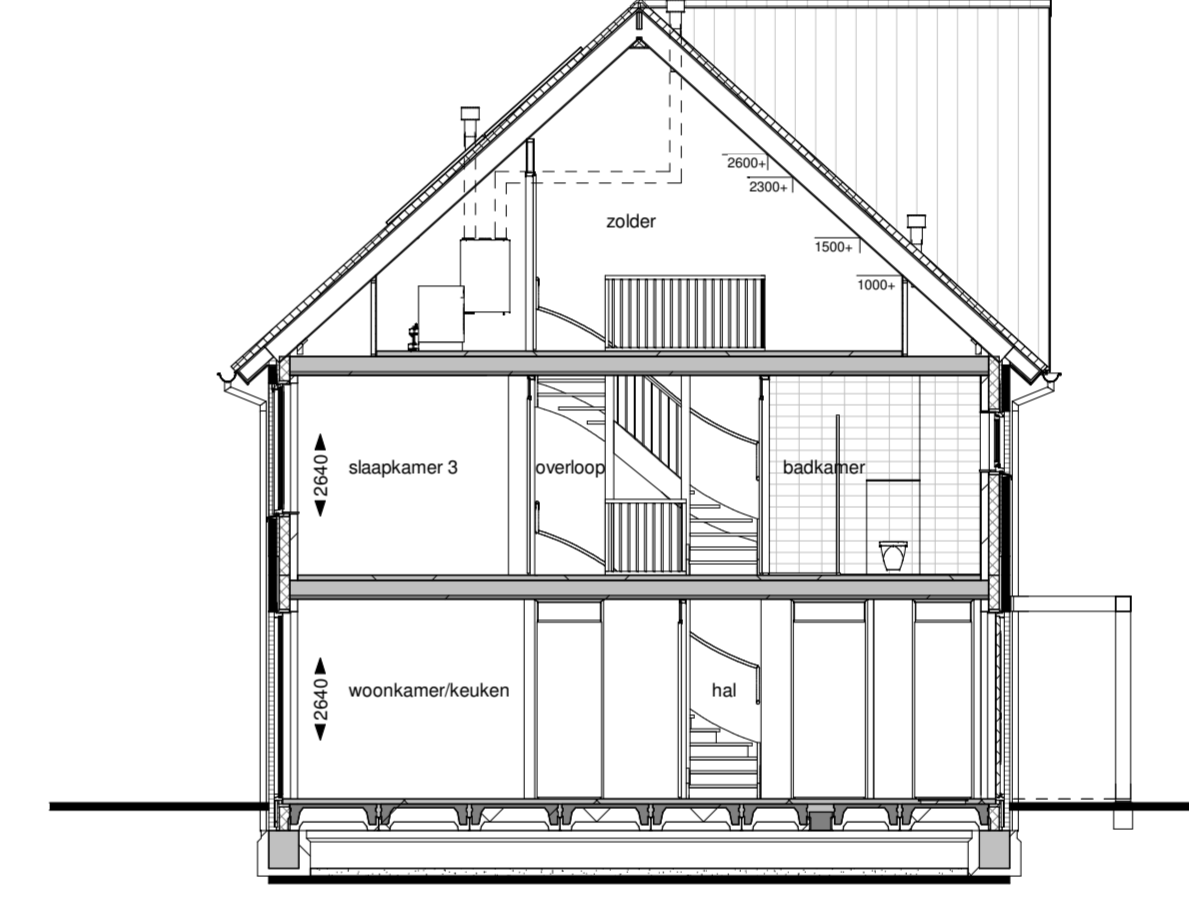 2600+
2300+
zolder
1500+
1000+
2640
slaapkamer 3
overloop
badkamer
2640
woonkamer/keuken
hal